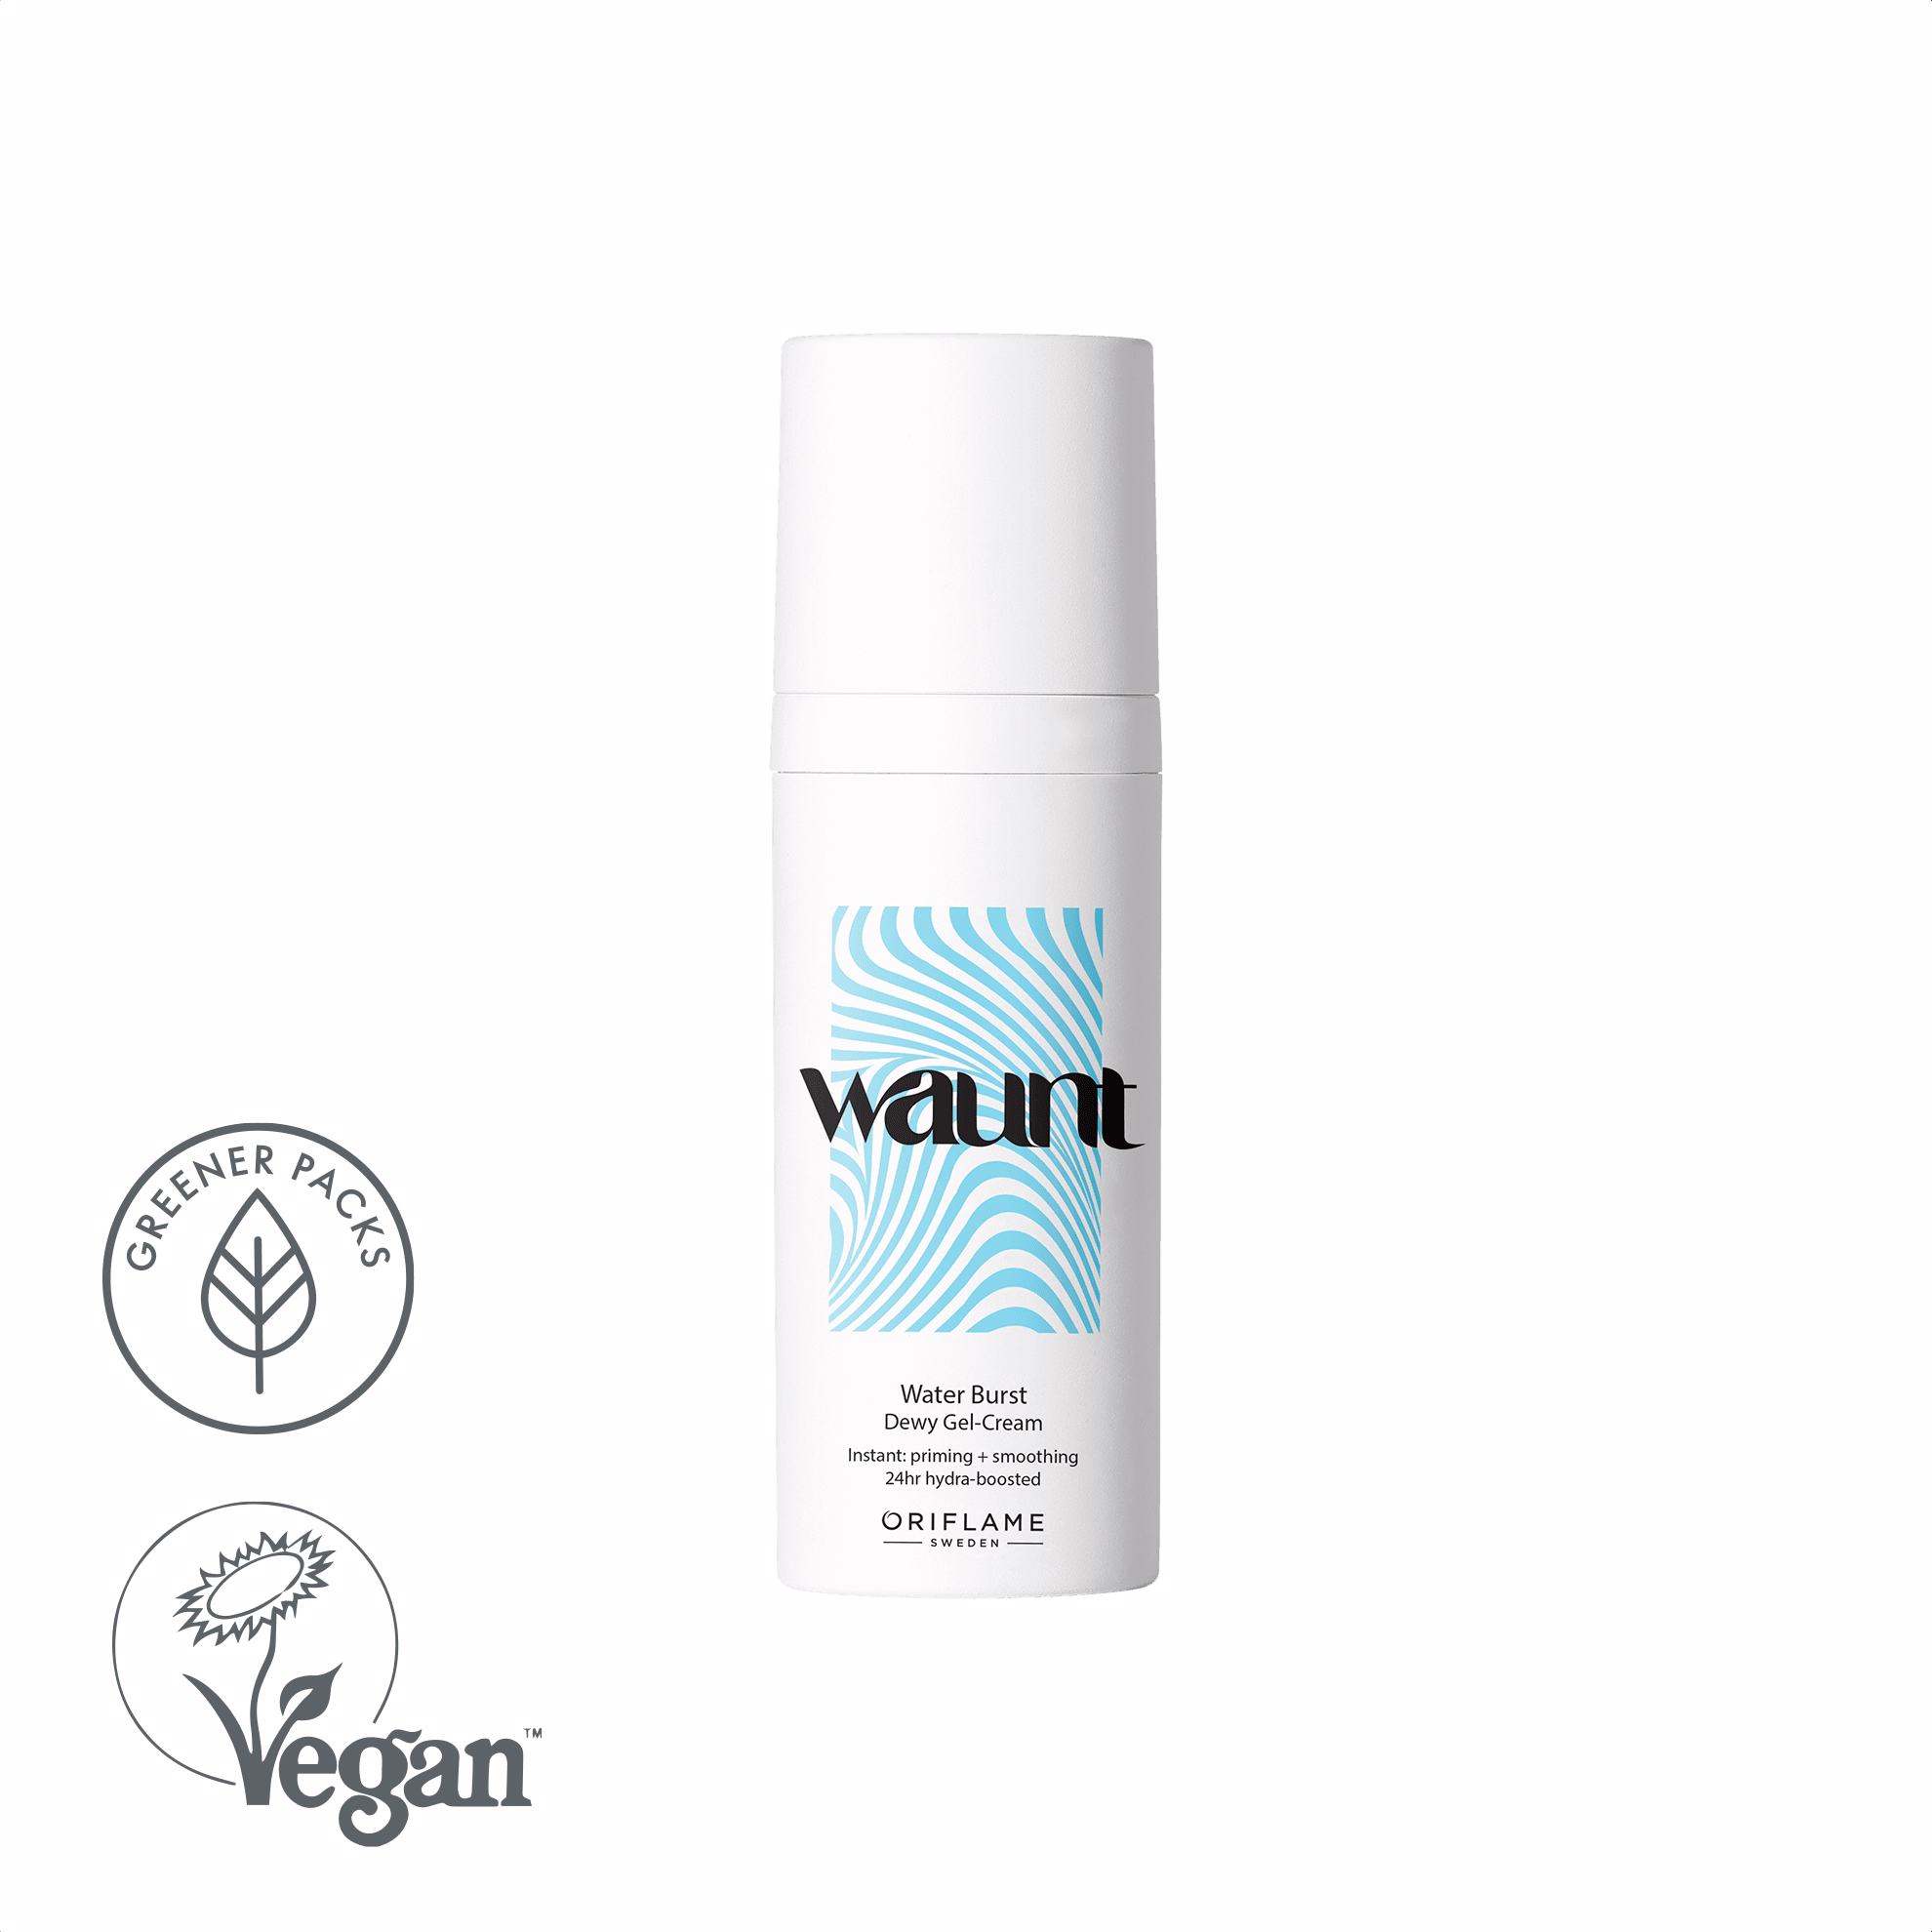 waunt
Water Burst
Dewy Gel-Cream
Instant: priming + smoothing
24hr hydra-boosted
ORIFLAME
SWEDEN
GREENER PACKS
Vegan™